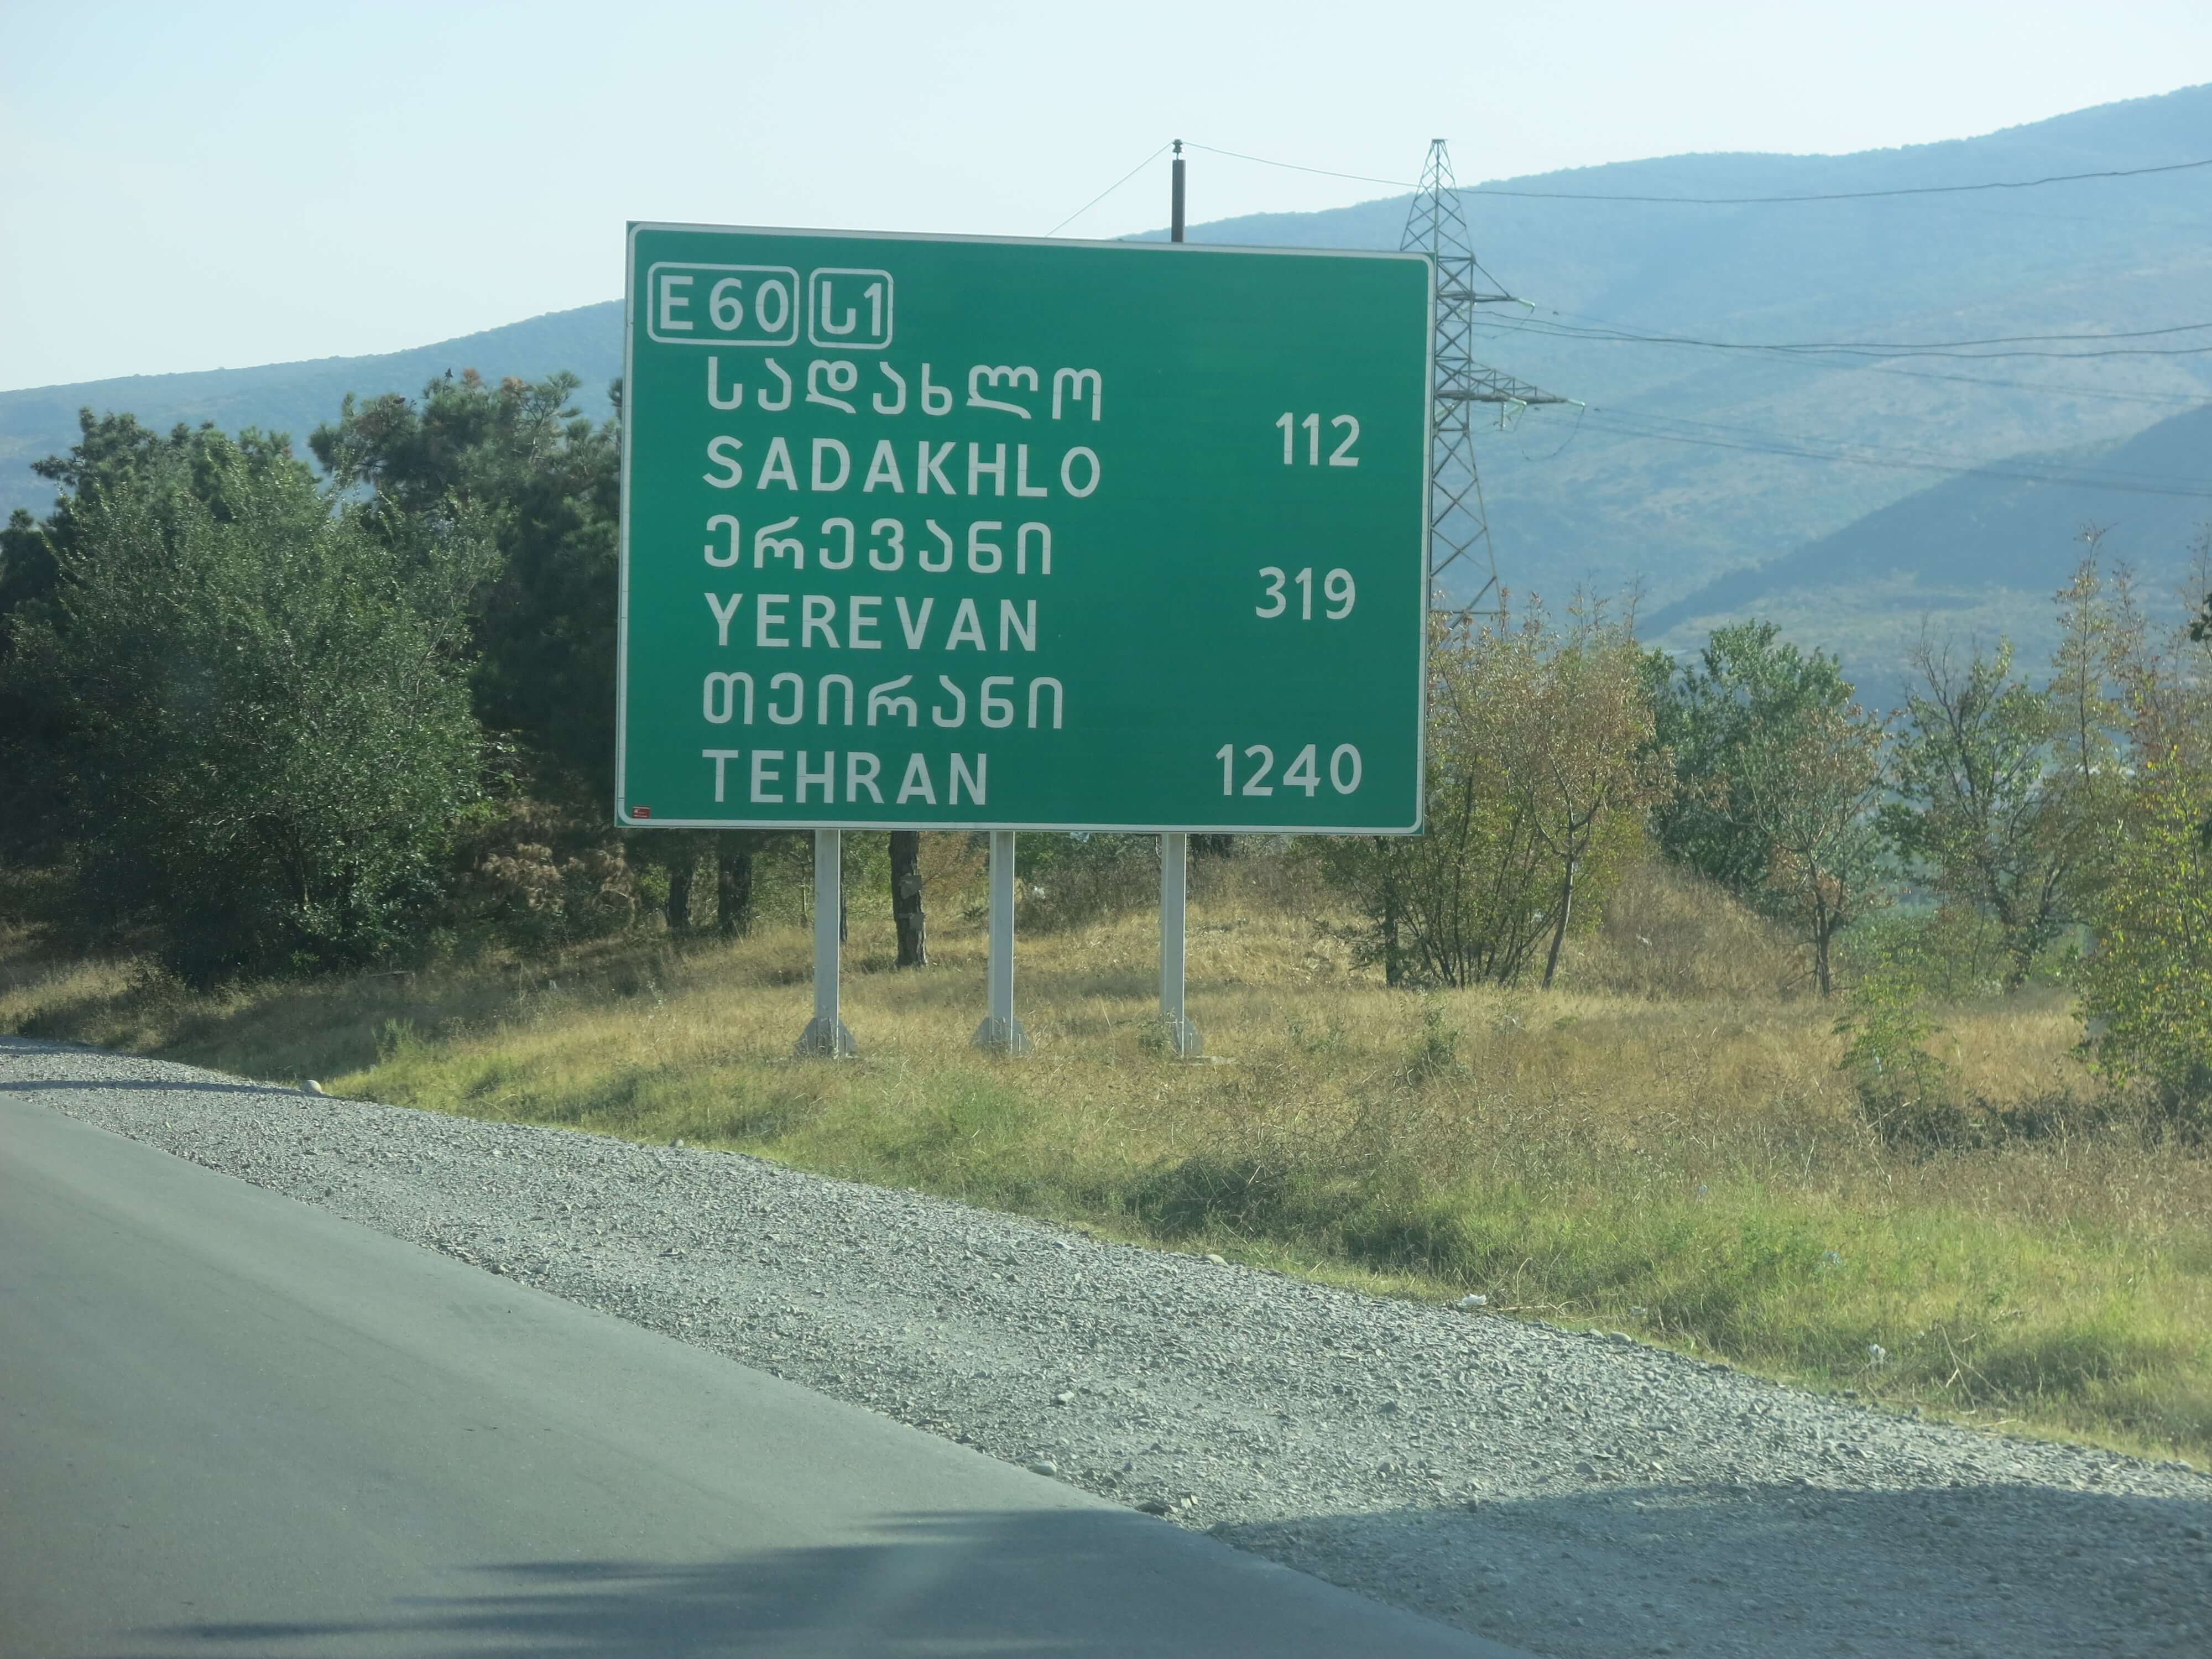 E60 ს1
სადახლო
SADAKHLO 112
ერევანი
YEREVAN 319
თეირანი
TEHRAN 1240